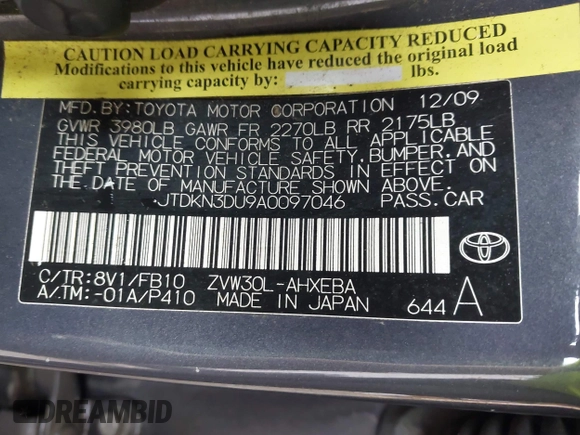 CAUTION LOAD CARRYING CAPACITY REDUCED
Modifications to this vehicle have reduced the original load
carrying capacity by: lbs.
MFD.BY:TOYOTA MOTOR CORPORATION 12/09
GVWR 3980LB GAWR FR 2270LB RR 2175LB
THIS VEHICLE CONFORMS TO ALL APPLICABLE
FEDERAL MOTOR VEHICLE SAFETY,BUMPER,AND
THEFT PREVENTION STANDARDS IN EFFECT ON
THE DATE OF MANUFACTURE SHOWN ABOVE.
JTDKN3DU9A0097046 PASS.CAR
C/TR:8V1/FB10 ZVW30L-AHXEBA
A/TM:-01A/P410 MADE IN JAPAN 644 A
TOYOTA
DREAMBID